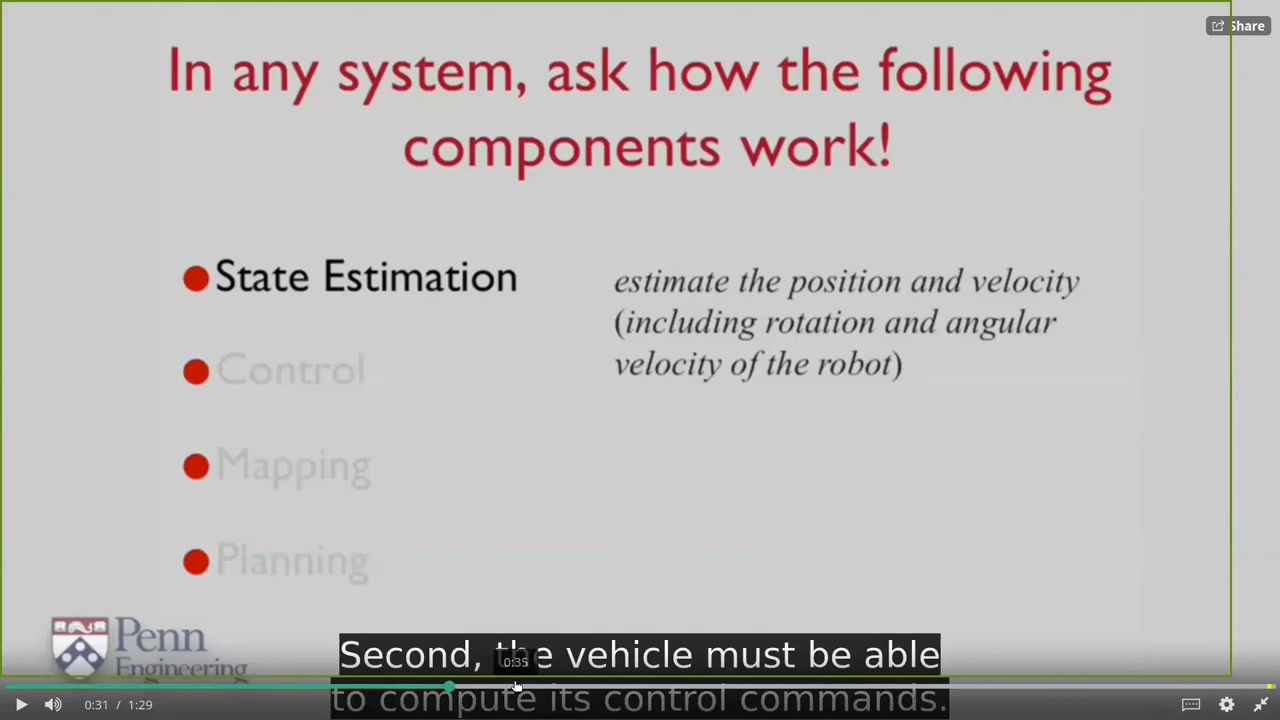 Share
In any system, ask how the following
components work!
State Estimation
estimate the position and velocity
(including rotation and angular
velocity of the robot)
Control
Mapping
Planning
Penn
Engineering
Second, the vehicle must be able
0:35
to compute its control commands.
0:31 / 1:29